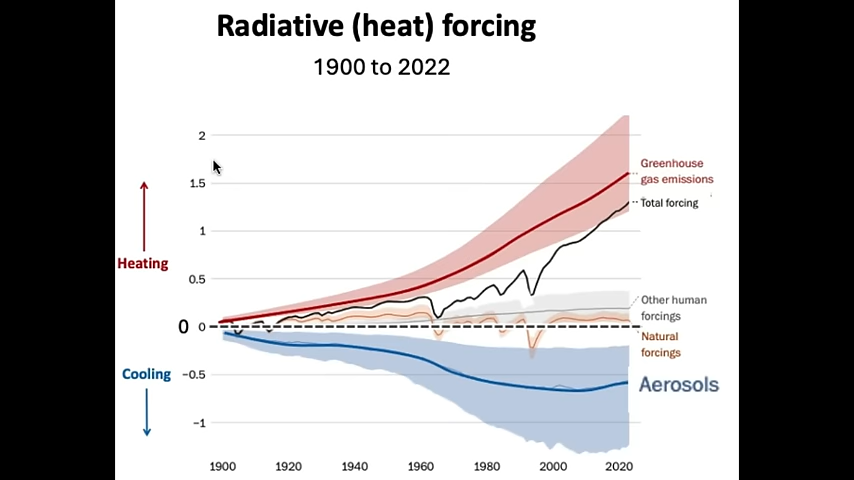 Radiative (heat) forcing
1900 to 2022
2
1.5
1
0.5
0
0
−0.5
−1
Heating
Cooling
Greenhouse
gas emissions
Total forcing
Other human
forcings
Natural
forcings
Aerosols
1900 1920 1940 1960 1980 2000 2020